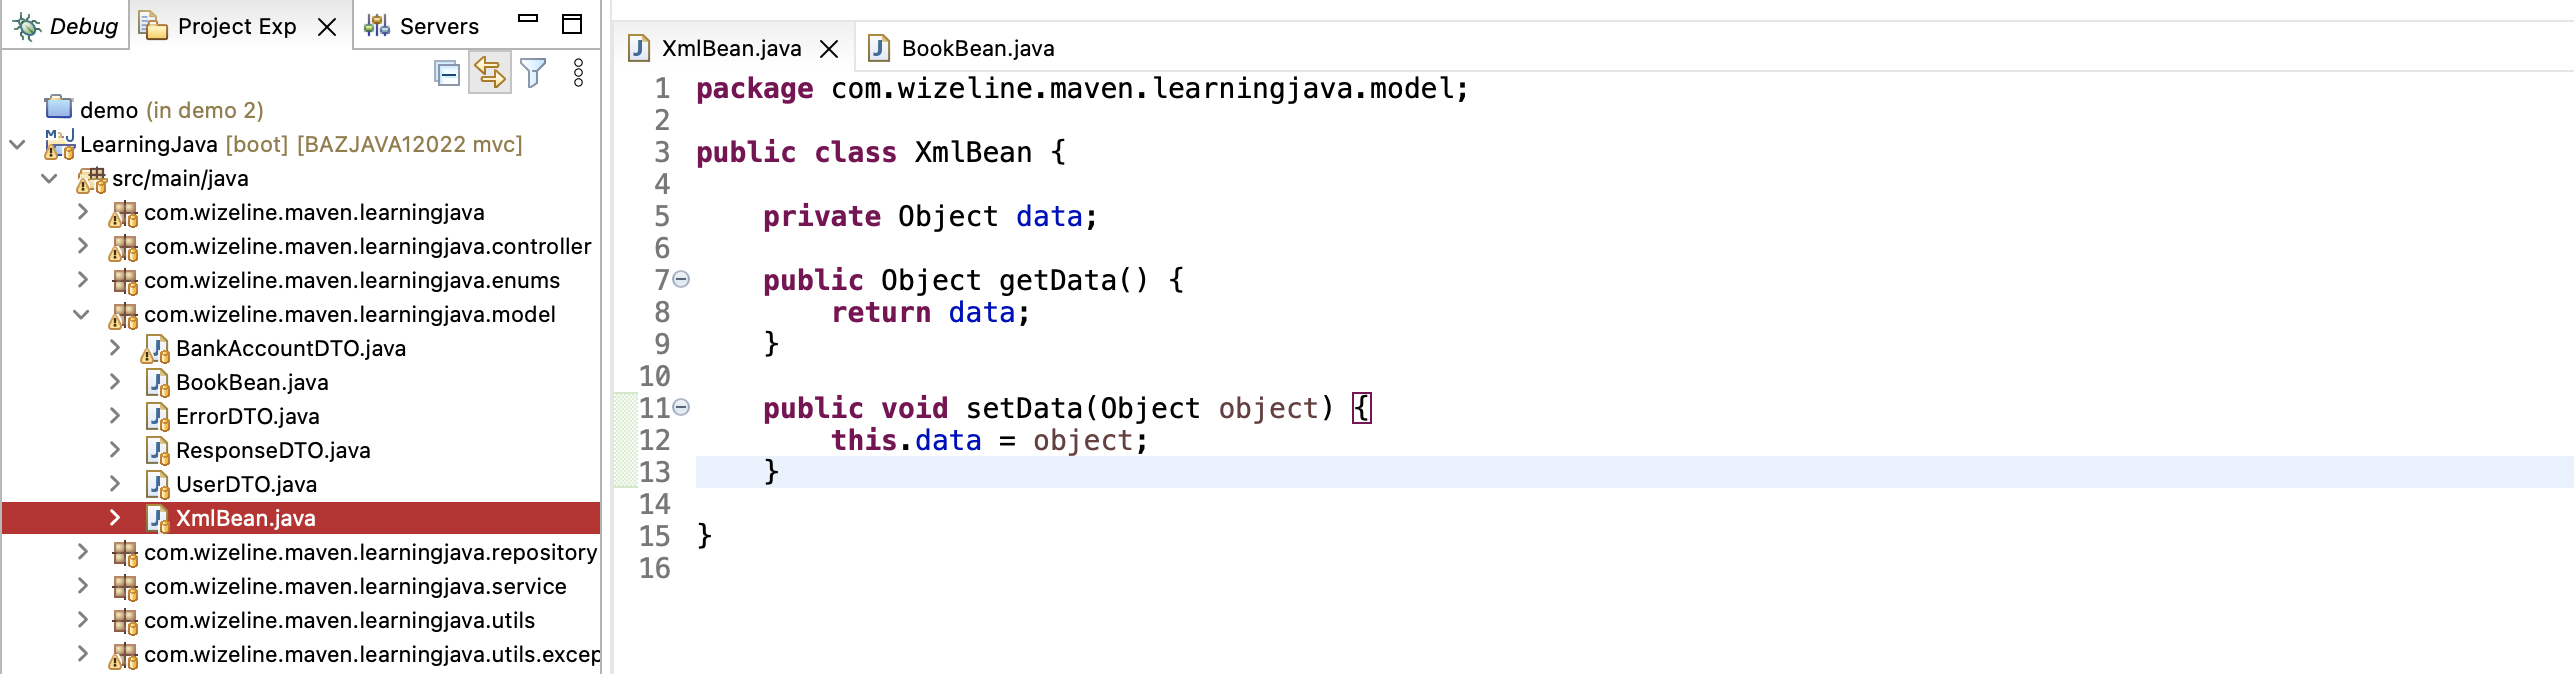 Debug
Project Exp
Servers
demo (in demo 2)
LearningJava [boot] [BAZJAVA12022 mvc]
src/main/java
com.wizeline.maven.learningjava
com.wizeline.maven.learningjava.controller
com.wizeline.maven.learningjava.enums
com.wizeline.maven.learningjava.model
BankAccountDTO.java
BookBean.java
ErrorDTO.java
ResponseDTO.java
UserDTO.java
XmlBean.java
com.wizeline.maven.learningjava.repository
com.wizeline.maven.learningjava.service
com.wizeline.maven.learningjava.utils
com.wizeline.maven.learningjava.utils.excep
XmlBean.java
BookBean.java
1 package com.wizeline.maven.learningjava.model;
2
3 public class XmlBean {
4
5     private Object data;
6
7     public Object getData() {
8         return data;
9     }
10
11     public void setData(Object object) {
12         this.data = object;
13     }
14
15 }
16